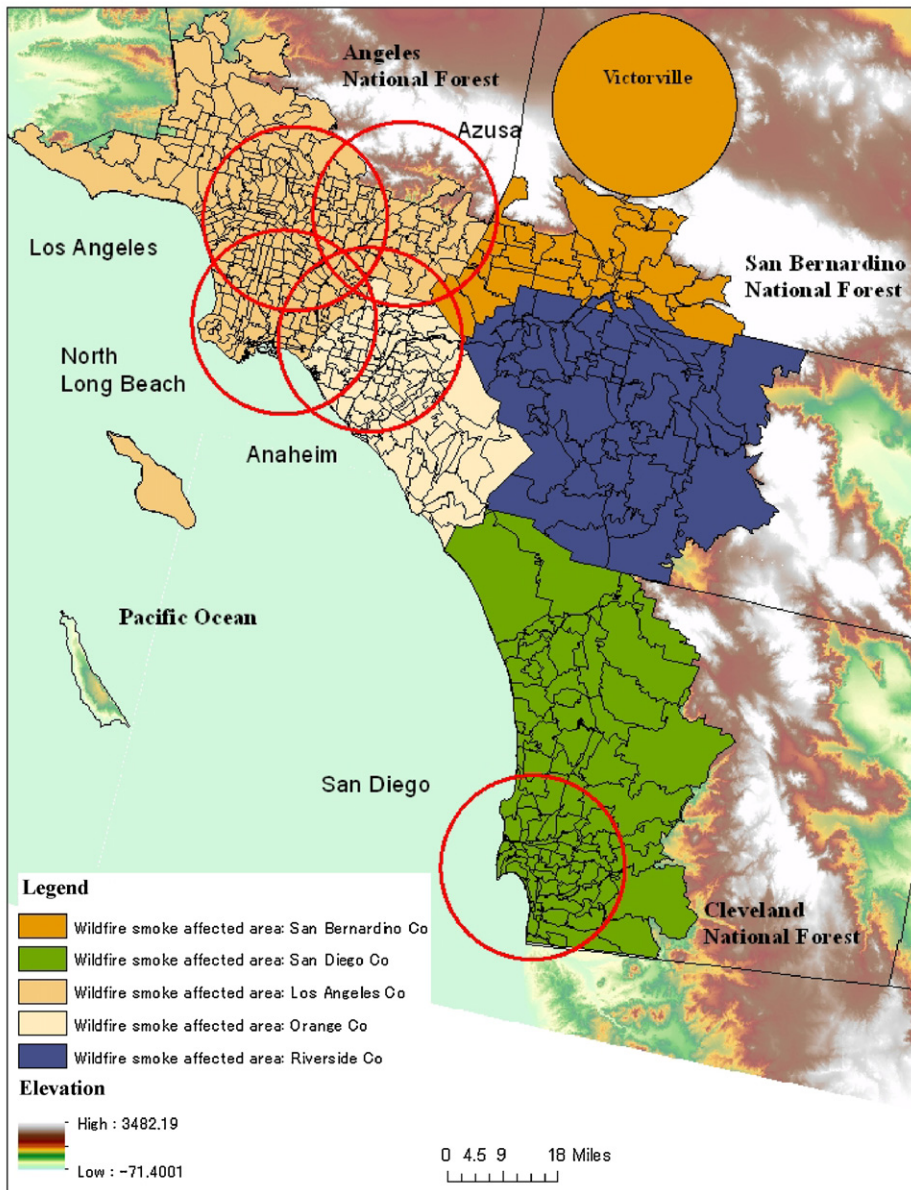 Angeles
National Forest
Victorville
Azusa
Los Angeles
San Bernardino
National Forest
North
Long Beach
Anaheim
Pacific Ocean
San Diego
Cleveland
National Forest
Legend
Wildfire smoke affected area: San Bernardino Co
Wildfire smoke affected area: San Diego Co
Wildfire smoke affected area: Los Angeles Co
Wildfire smoke affected area: Orange Co
Wildfire smoke affected area: Riverside Co
Elevation
High : 3482.19
Low : -71.4001
0 4.5 9 18 Miles